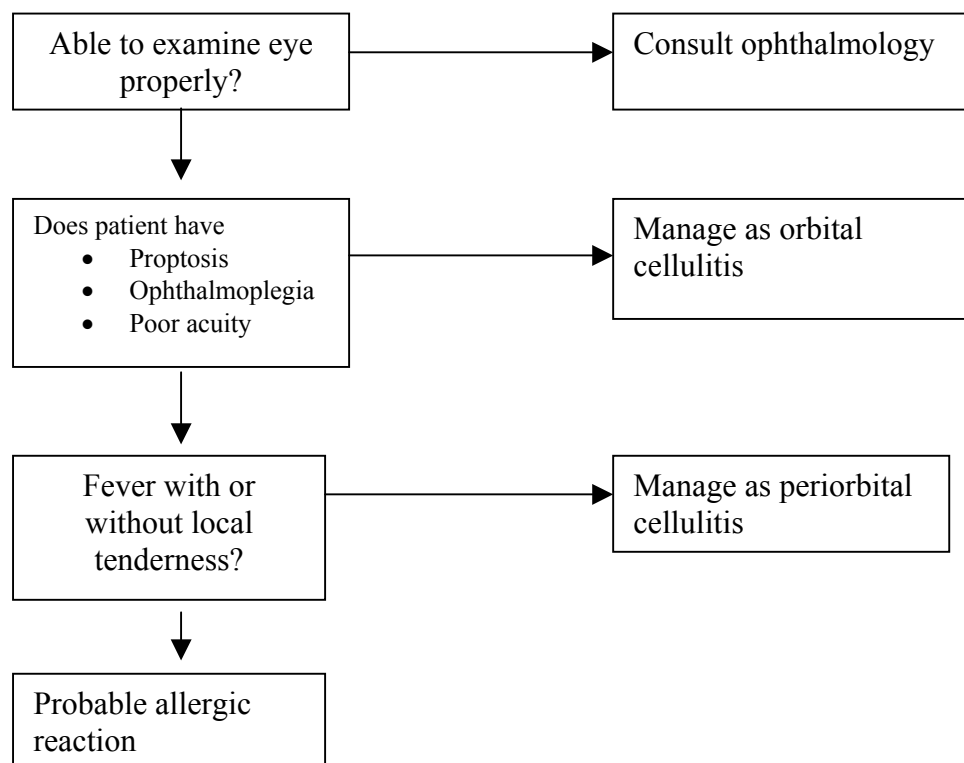 Able to examine eye
properly?
Consult ophthalmology
Does patient have
• Proptosis
• Ophthalmoplegia
• Poor acuity
Manage as orbital
cellulitis
Fever with or
without local
tenderness?
Manage as periorbital
cellulitis
Probable allergic
reaction